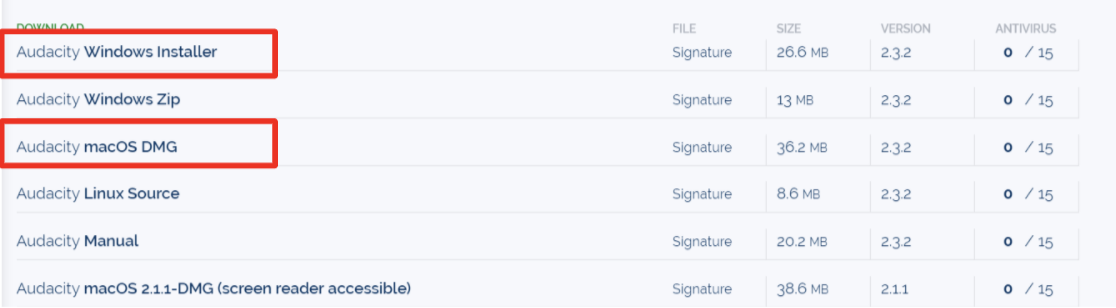 DOWNLOAD FILE SIZE VERSION ANTIVIRUS
Audacity Windows Installer Signature 26.6 MB 2.3.2 0 / 15
Audacity Windows Zip Signature 13 MB 2.3.2 0 / 15
Audacity macOS DMG Signature 36.2 MB 2.3.2 0 / 15
Audacity Linux Source Signature 8.6 MB 2.3.2 0 / 15
Audacity Manual Signature 20.2 MB 2.3.2 0 / 15
Audacity macOS 2.1.1-DMG (screen reader accessible) Signature 38.6 MB 2.1.1 0 / 15